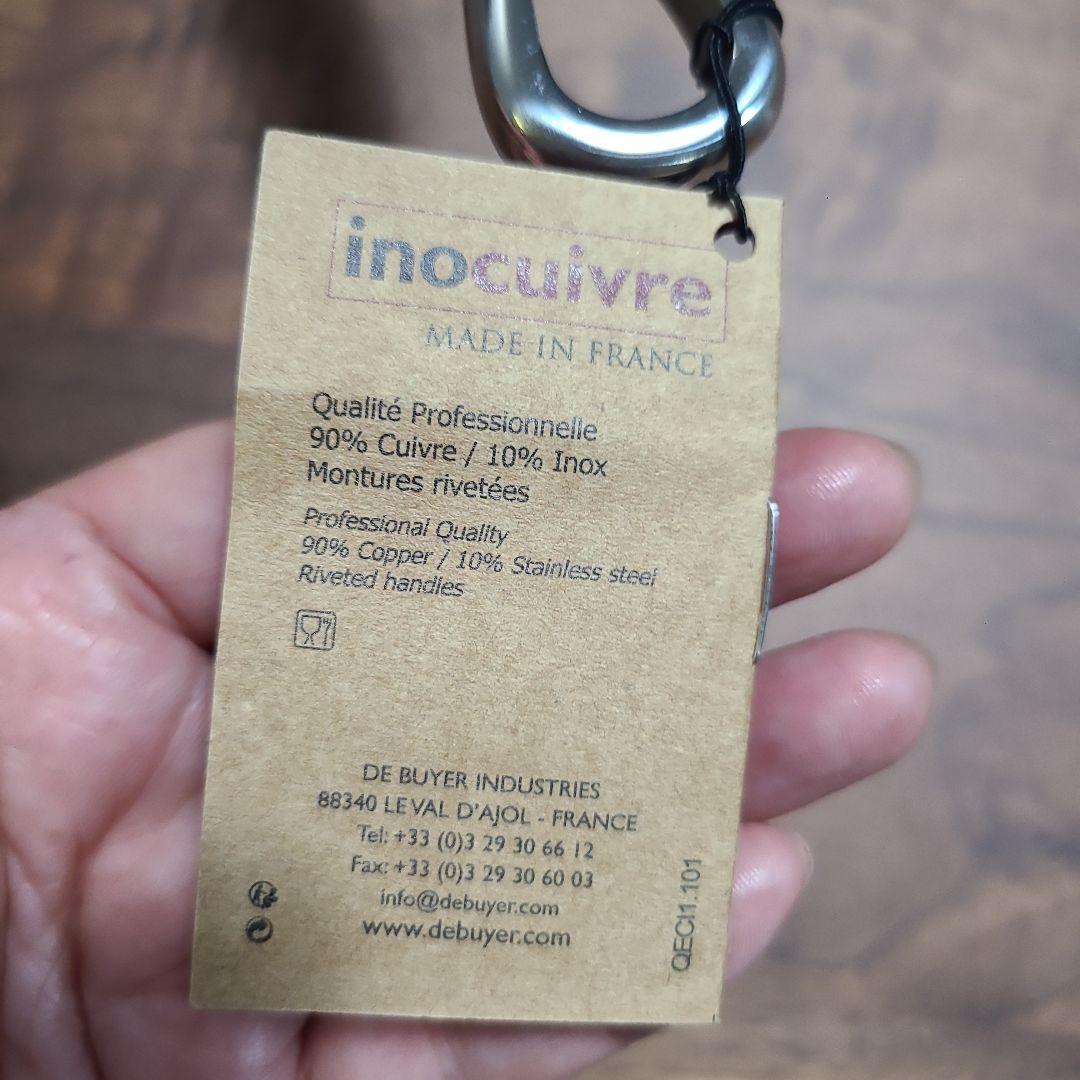 inocuivre
MADE IN FRANCE
Qualité Professionnelle
90% Cuivre / 10% Inox
Montures rivetées
Professional Quality
90% Copper / 10% Stainless steel
Riveted handles
DE BUYER INDUSTRIES
88340 LE VAL D'AJOL - FRANCE
Tel: +33 (0)3 29 30 66 12
Fax: +33 (0)3 29 30 60 03
info@debuyer.com
www.debuyer.com
QECI1.101